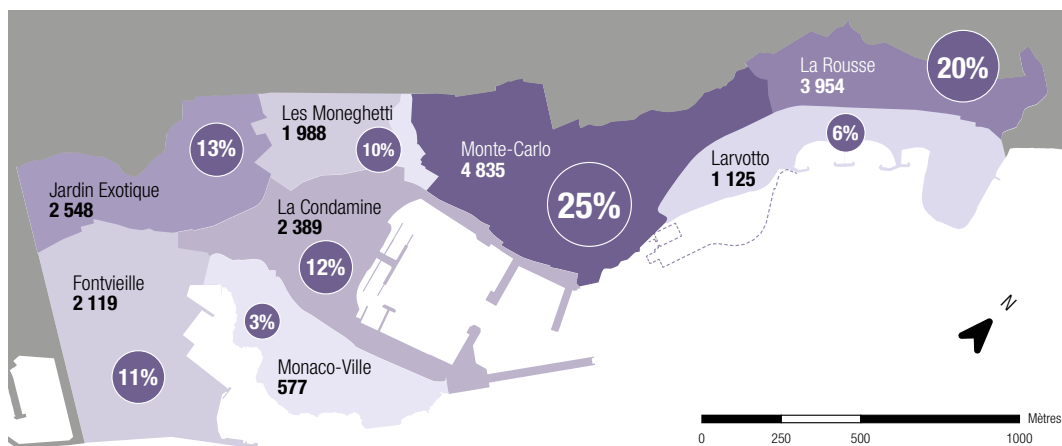 La Rousse
3 954
20%
Les Moneghetti
1 988
10%
13%
Monte-Carlo
4 835
25%
6%
Larvotto
1 125
Jardin Exotique
2 548
La Condamine
2 389
12%
Fontvieille
2 119
11%
3%
Monaco-Ville
577
N
Mètres
0 250 500 1000